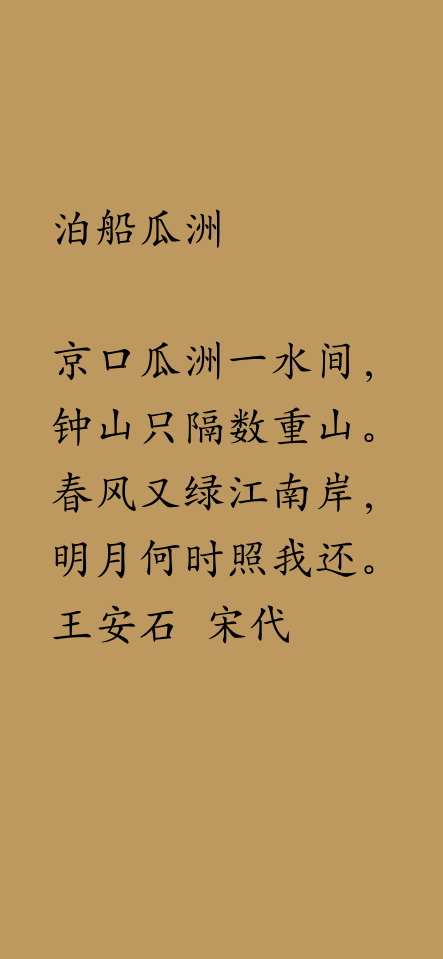 泊船瓜洲
京口瓜洲一水间，
钟山只隔数重山。
春风又绿江南岸，
明月何时照我还。
王安石 宋代